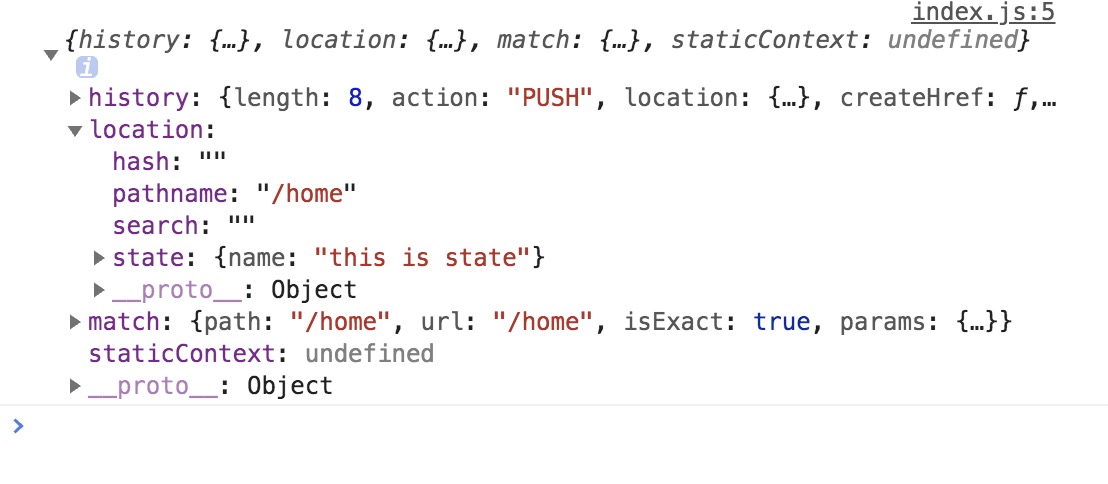 index.js:5
{history: {…}, location: {…}, match: {…}, staticContext: undefined}
i
history: {length: 8, action: "PUSH", location: {…}, createHref: ƒ,…
location:
hash: ""
pathname: "/home"
search: ""
state: {name: "this is state"}
__proto__: Object
match: {path: "/home", url: "/home", isExact: true, params: {…}}
staticContext: undefined
__proto__: Object